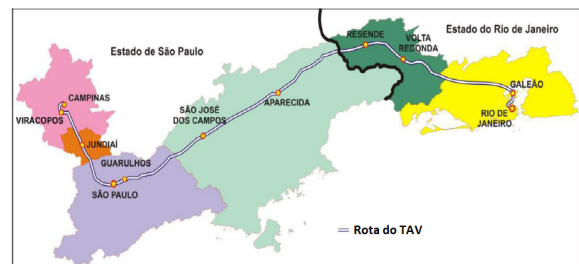 Estado de São Paulo
Estado do Rio de Janeiro
RESENDE
VOLTA
REDONDA
CAMPINAS
VIRACOPOS
JUNDIAÍ
GUARULHOS
SÃO PAULO
SÃO JOSÉ
DOS CAMPOS
APARECIDA
GALEÃO
RIO DE
JANEIRO
Rota do TAV